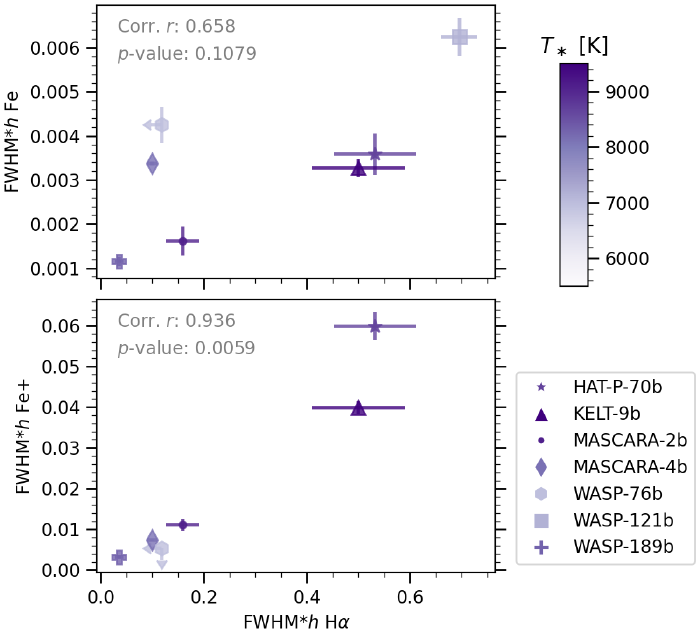 Corr. r: 0.658
p-value: 0.1079
0.006
0.005
0.004
0.003
0.002
0.001
FWHM*h Fe
T* [K]
9000
8000
7000
6000
Corr. r: 0.936
p-value: 0.0059
0.06
0.05
0.04
0.03
0.02
0.01
0.00
FWHM*h Fe+
0.0 0.2 0.4 0.6
FWHM*h Hα
HAT-P-70b
KELT-9b
MASCARA-2b
MASCARA-4b
WASP-76b
WASP-121b
WASP-189b